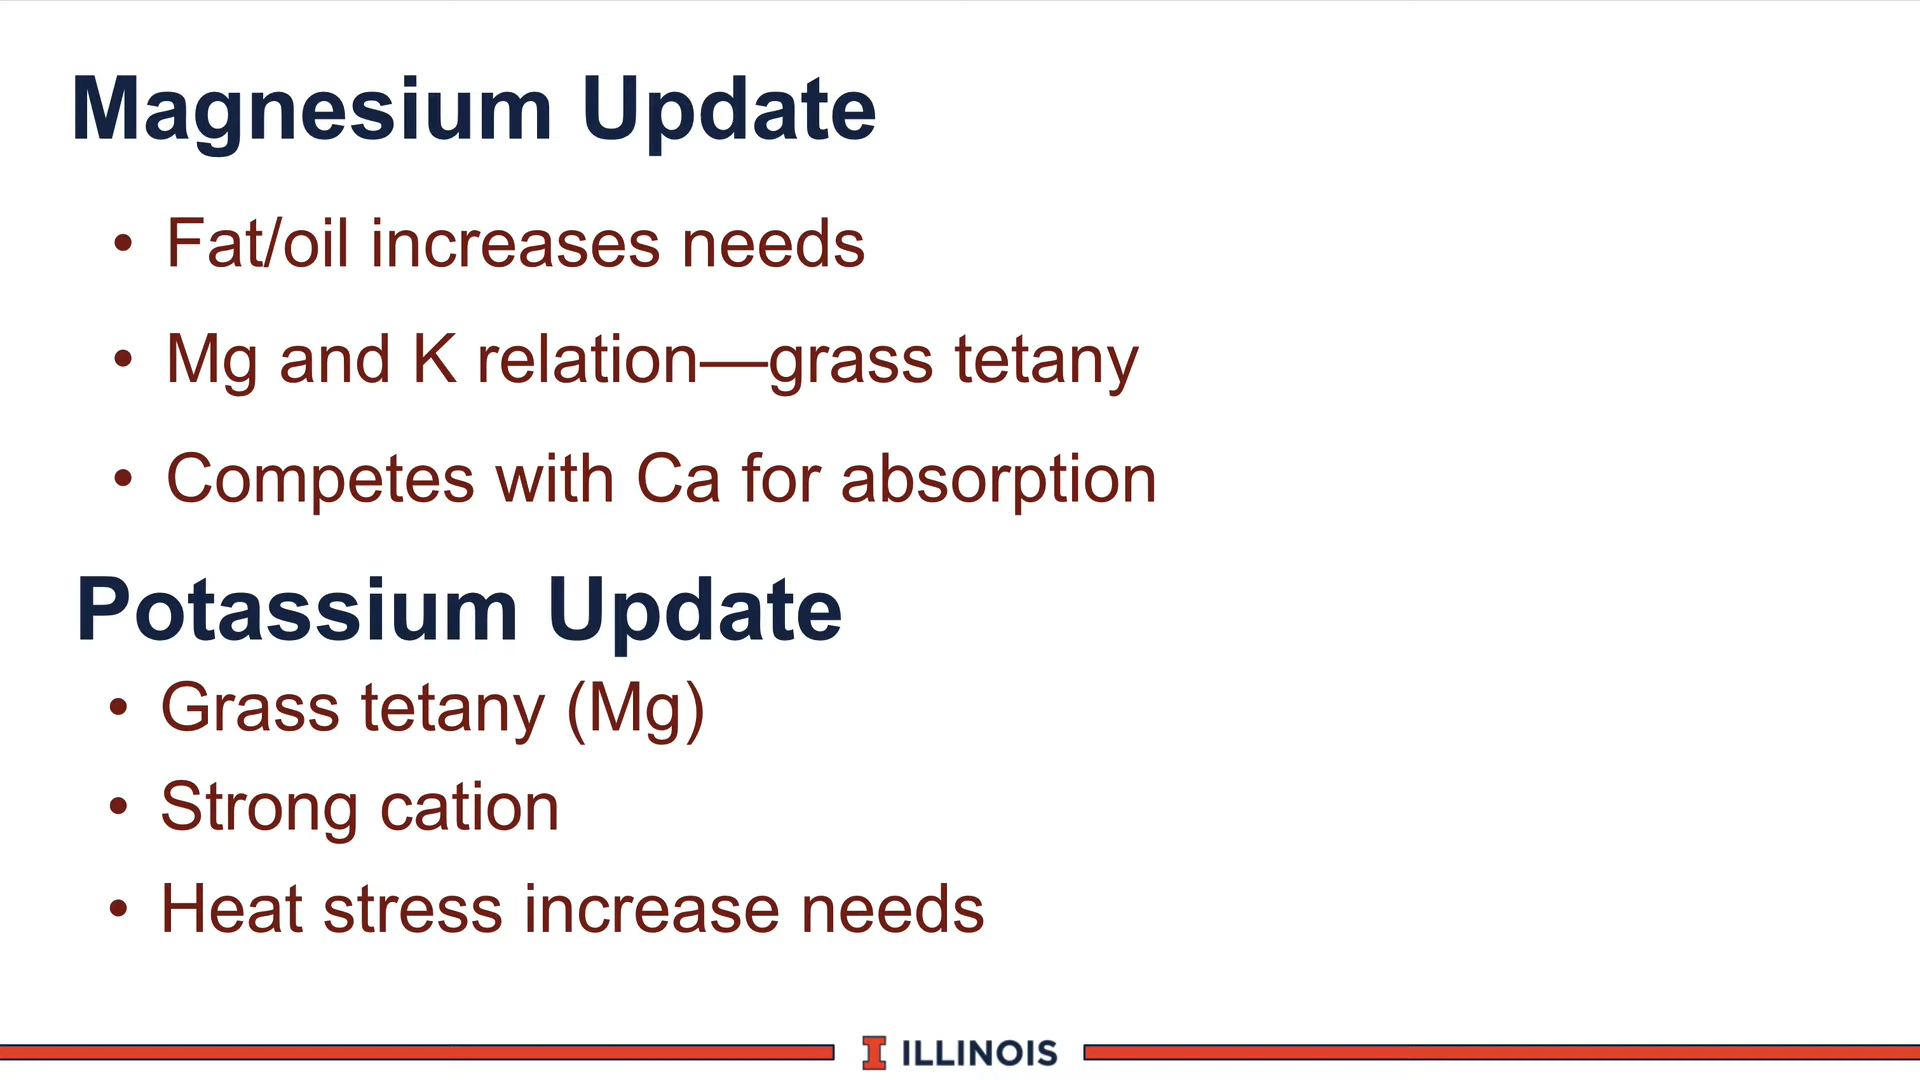 Magnesium Update
• Fat/oil increases needs
• Mg and K relation—grass tetany
• Competes with Ca for absorption
Potassium Update
• Grass tetany (Mg)
• Strong cation
• Heat stress increase needs
I ILLINOIS